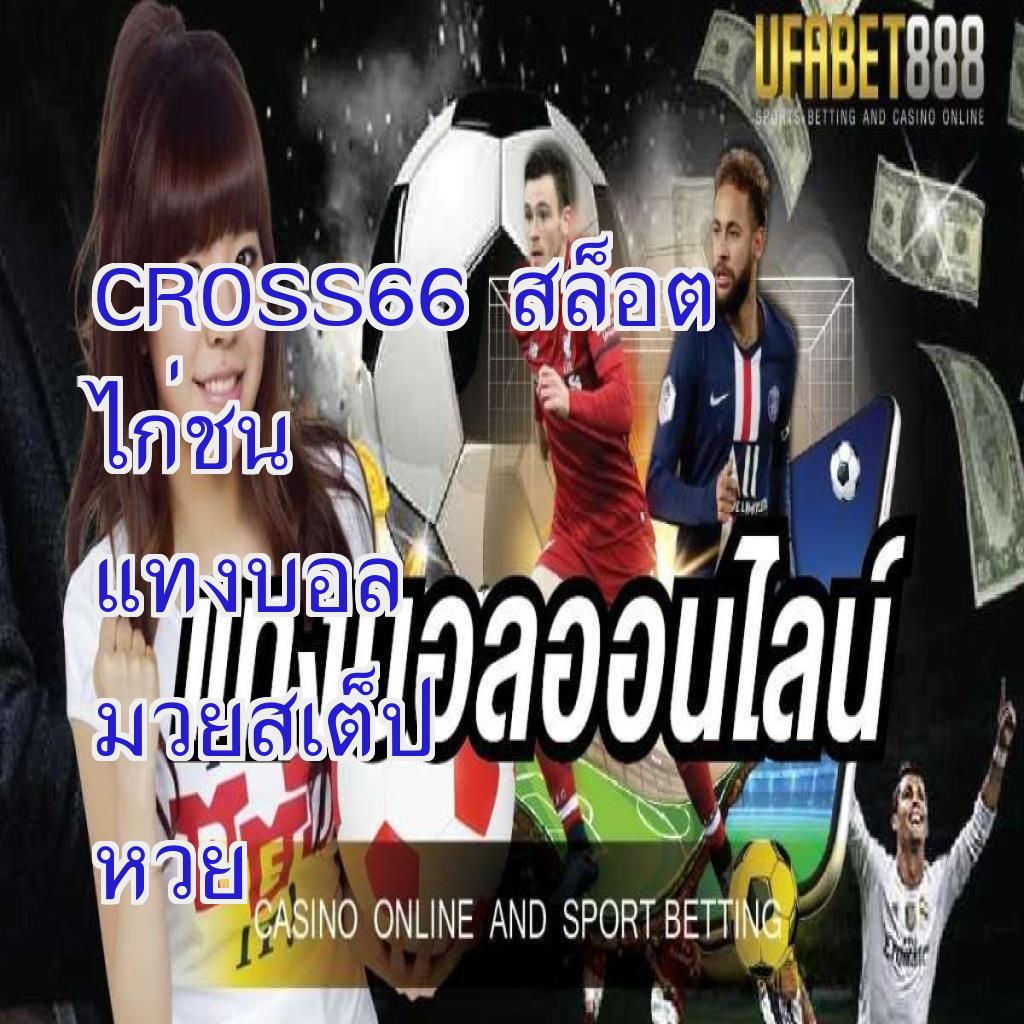 UFABET888
SPORTS BETTING AND CASINO ONLINE
CROSS66 สล็อต
ไก่ชน
แทงบอล
แทงบอลออนไลน์
มวยสเต็ป
หวย
CASINO ONLINE AND SPORT BETTING